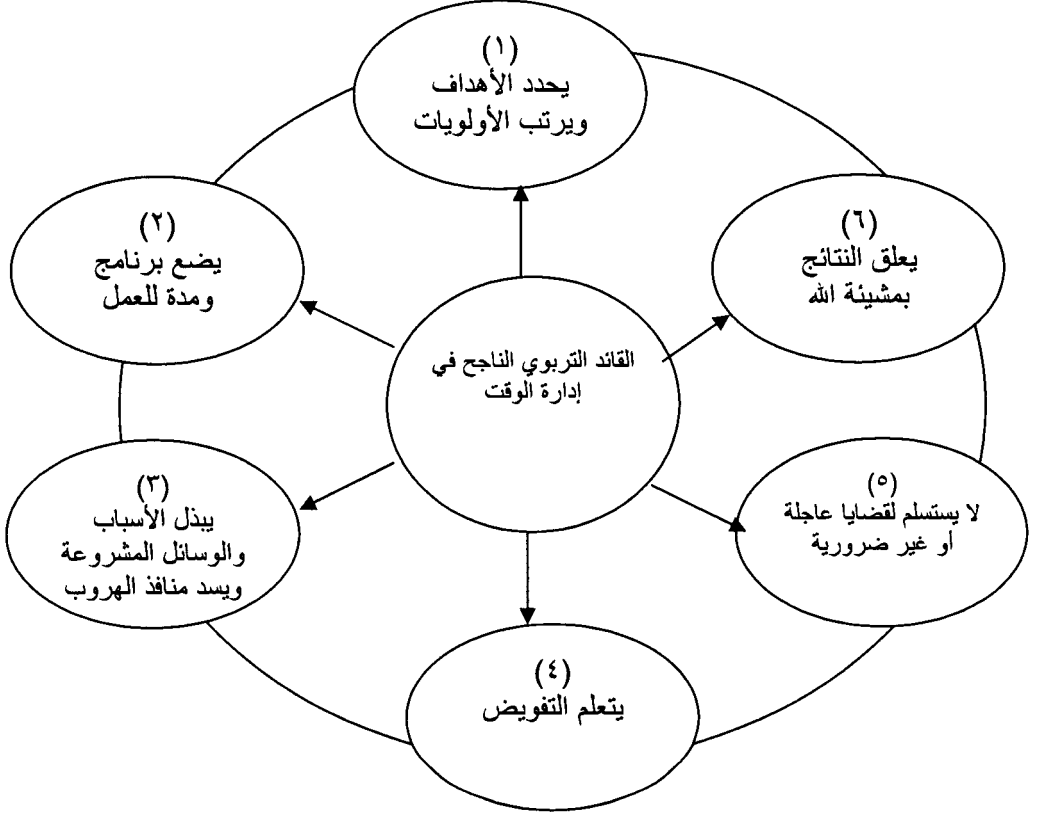 (١)
يحدد الأهداف
ويرتب الأولويات
(٢)
يضع برنامج
ومدة للعمل
(٣)
يبذل الأسباب
والوسائل المشروعة
ويسد منافذ الهروب
(٤)
يتعلم التفويض
(٥)
لا يستسلم لقضايا عاجلة
أو غير ضرورية
(٦)
يعلق النتائج
بمشيئة الله
القائد التربوي الناجح في
إدارة الوقت